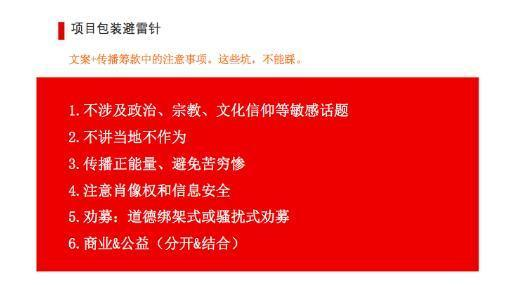 项目包装避雷针
文案+传播筹款中的注意事项。这些坑，不能踩。
1.不涉及政治、宗教、文化信仰等敏感话题
2.不讲当地不作为
3.传播正能量、避免苦穷惨
4.注意肖像权和信息安全
5.劝募：道德绑架式或骚扰式劝募
6.商业&公益（分开&结合）